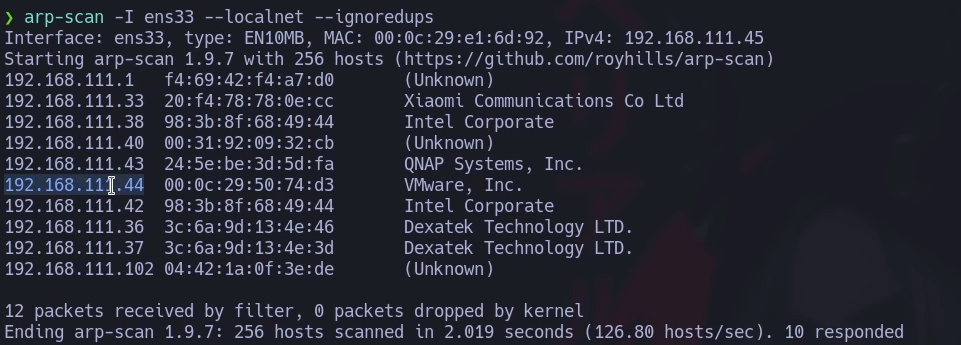 ❯ arp-scan -I ens33 --localnet --ignoredups
Interface: ens33, type: EN10MB, MAC: 00:0c:29:e1:6d:92, IPv4: 192.168.111.45
Starting arp-scan 1.9.7 with 256 hosts (https://github.com/royhills/arp-scan)
192.168.111.1 f4:69:42:f4:a7:d0 (Unknown)
192.168.111.33 20:f4:78:78:0e:cc Xiaomi Communications Co Ltd
192.168.111.38 98:3b:8f:68:49:44 Intel Corporate
192.168.111.40 00:31:92:09:32:cb (Unknown)
192.168.111.43 24:5e:be:3d:5d:fa QNAP Systems, Inc.
192.168.111.44 00:0c:29:50:74:d3 VMware, Inc.
192.168.111.42 98:3b:8f:68:49:44 Intel Corporate
192.168.111.36 3c:6a:9d:13:4e:46 Dexatek Technology LTD.
192.168.111.37 3c:6a:9d:13:4e:3d Dexatek Technology LTD.
192.168.111.102 04:42:1a:0f:3e:de (Unknown)
12 packets received by filter, 0 packets dropped by kernel
Ending arp-scan 1.9.7: 256 hosts scanned in 2.019 seconds (126.80 hosts/sec). 10 responded